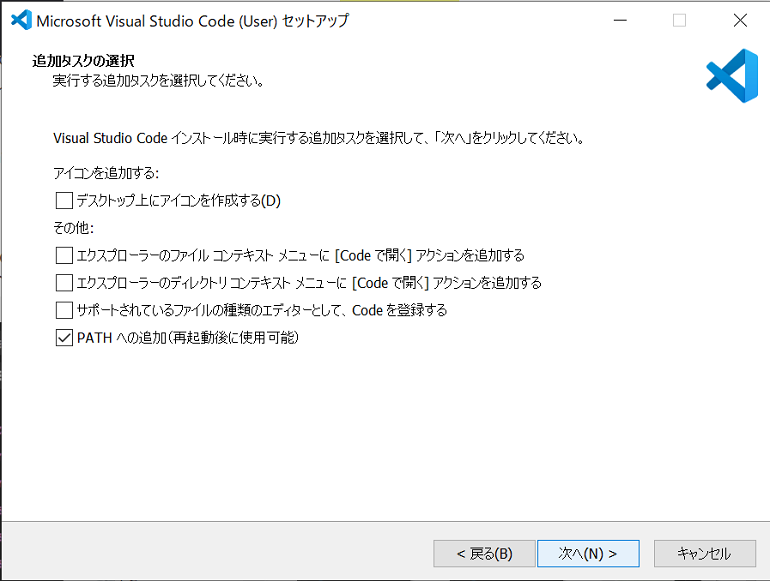 Microsoft Visual Studio Code (User) セットアップ
追加タスクの選択
実行する追加タスクを選択してください。
Visual Studio Code インストール時に実行する追加タスクを選択して、「次へ」をクリックしてください。
アイコンを追加する:
デスクトップ上にアイコンを作成する(D)
その他:
エクスプローラーのファイル コンテキスト メニューに [Code で開く] アクションを追加する
エクスプローラーのディレクトリ コンテキスト メニューに [Code で開く] アクションを追加する
サポートされているファイルの種類のエディターとして、Code を登録する
PATH への追加（再起動後に使用可能）
< 戻る(B) 次へ(N) > キャンセル